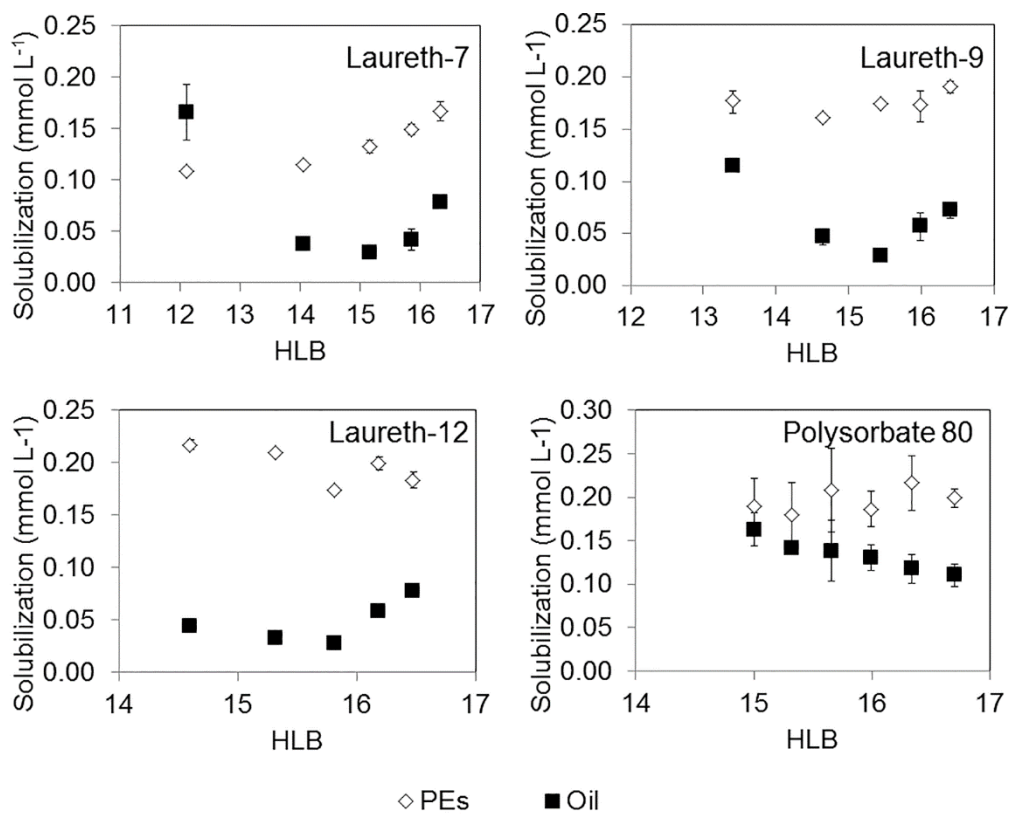 Solubilization (mmol L-1)
0.25
0.20
0.15
0.10
0.05
0.00
Laureth-7
11 12 13 14 15 16 17
HLB
Solubilization (mmol L-1)
0.25
0.20
0.15
0.10
0.05
0.00
Laureth-9
12 13 14 15 16 17
HLB
Solubilization (mmol L-1)
0.25
0.20
0.15
0.10
0.05
0.00
Laureth-12
14 15 16 17
HLB
Solubilization (mmol L-1)
0.30
0.25
0.20
0.15
0.10
0.05
0.00
Polysorbate 80
14 15 16 17
HLB
PEs Oil